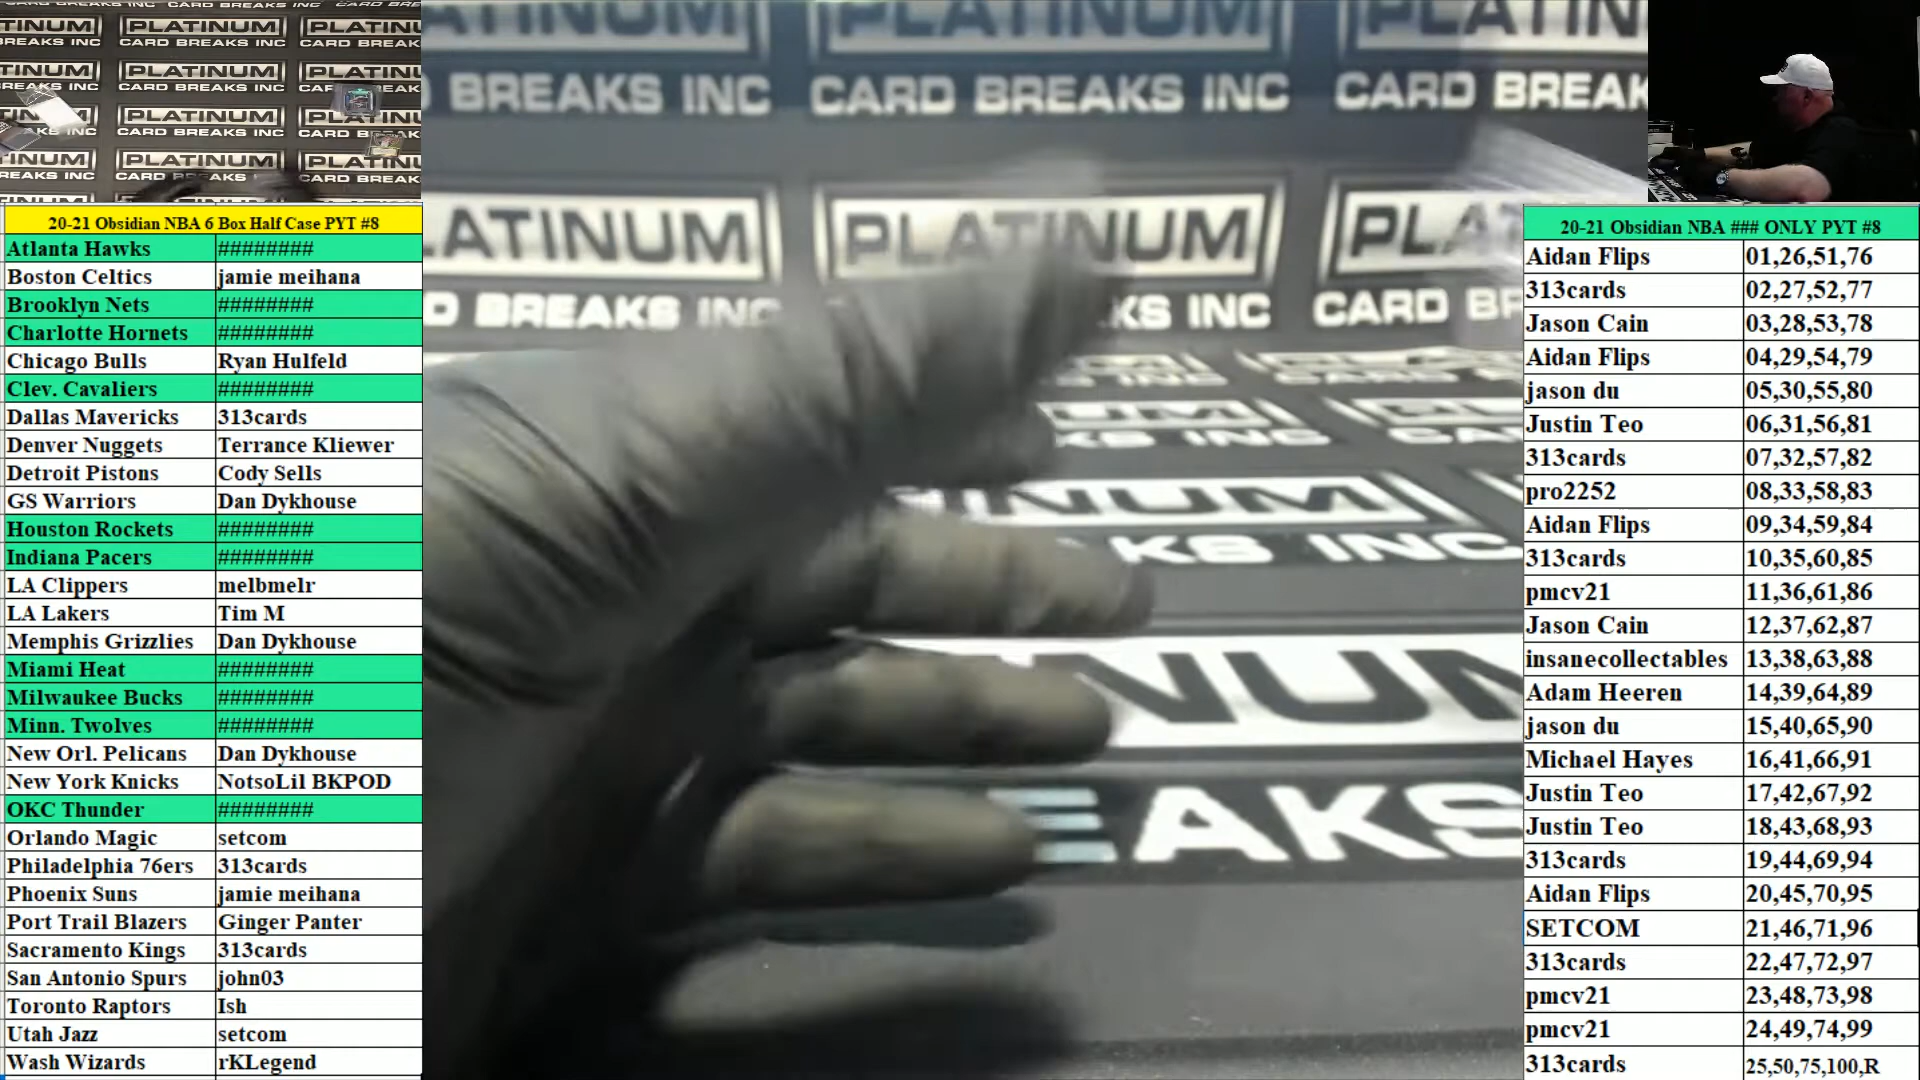 PLATINUM
CARD BREAKS INC
PLATINUM
CARD BREAKS INC
20-21 Obsidian NBA 6 Box Half Case PYT #8
Atlanta Hawks ########
Boston Celtics jamie meihana
Brooklyn Nets ########
Charlotte Hornets ########
Chicago Bulls Ryan Hulfeld
Clev. Cavaliers ########
Dallas Mavericks 313cards
Denver Nuggets Terrance Kliewer
Detroit Pistons Cody Sells
GS Warriors Dan Dykhouse
Houston Rockets ########
Indiana Pacers ########
LA Clippers melbmelr
LA Lakers Tim M
Memphis Grizzlies Dan Dykhouse
Miami Heat ########
Milwaukee Bucks ########
Minn. Twolves ########
New Orl. Pelicans Dan Dykhouse
New York Knicks NotsoLil BKPOD
OKC Thunder ########
Orlando Magic setcom
Philadelphia 76ers 313cards
Phoenix Suns jamie meihana
Port Trail Blazers Ginger Panter
Sacramento Kings 313cards
San Antonio Spurs john03
Toronto Raptors Ish
Utah Jazz setcom
Wash Wizards rKLegend
PLATINUM
BREAKS INC CARD BREAKS INC CARD BREAKS
PLATINUM
20-21 Obsidian NBA ### ONLY PYT #8
Aidan Flips 01,26,51,76
313cards 02,27,52,77
Jason Cain 03,28,53,78
Aidan Flips 04,29,54,79
jason du 05,30,55,80
Justin Teo 06,31,56,81
313cards 07,32,57,82
pro2252 08,33,58,83
Aidan Flips 09,34,59,84
313cards 10,35,60,85
pmcv21 11,36,61,86
Jason Cain 12,37,62,87
insanecollectables 13,38,63,88
Adam Heeren 14,39,64,89
jason du 15,40,65,90
Michael Hayes 16,41,66,91
Justin Teo 17,42,67,92
Justin Teo 18,43,68,93
313cards 19,44,69,94
Aidan Flips 20,45,70,95
SETCOM 21,46,71,96
313cards 22,47,72,97
pmcv21 23,48,73,98
pmcv21 24,49,74,99
313cards 25,50,75,100,R